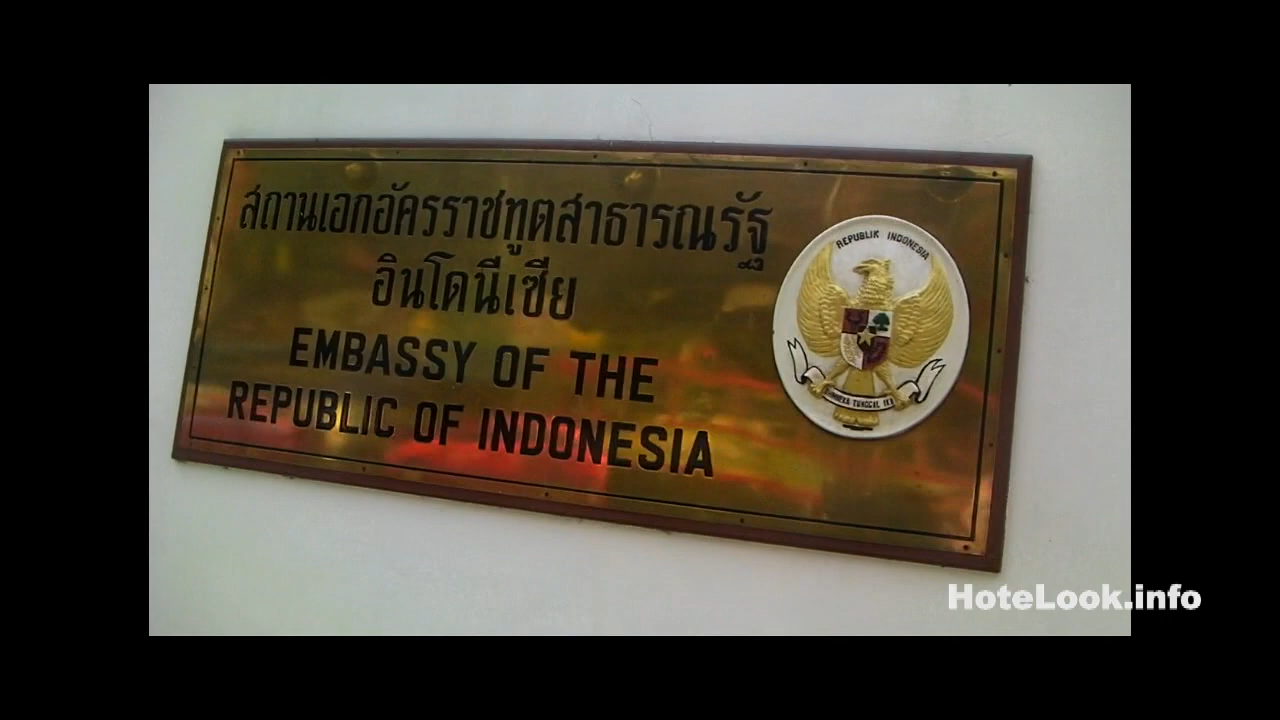 สถานเอกอัครราชทูตสาธารณรัฐ
อินโดนีเซีย
EMBASSY OF THE
REPUBLIC OF INDONESIA
REPUBLIK INDONESIA
TUNGGAL IKA
HoteLook.info